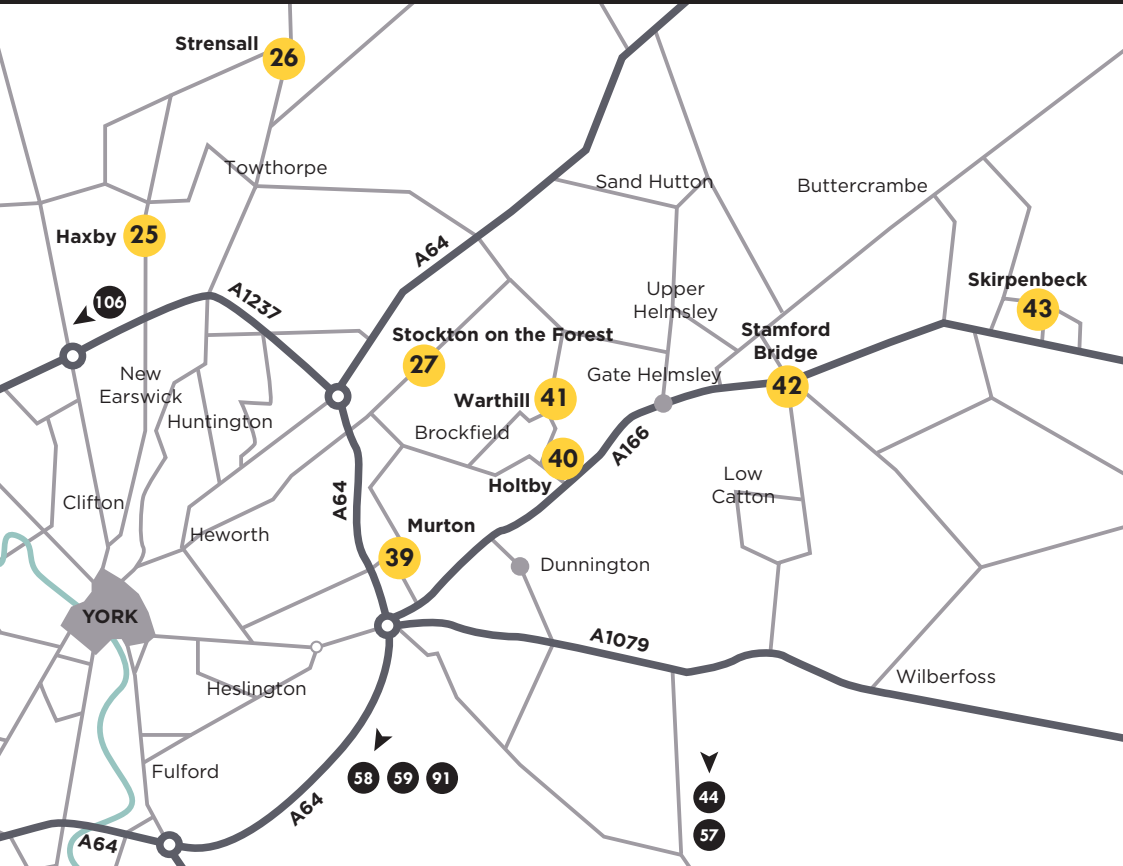 Strensall
26
Towthorpe
Sand Hutton
Buttercrambe
Haxby
25
A64
Skirpenbeck
43
106
A1237
Upper
Helmsley
Stockton on the Forest
27
Stamford
Bridge
42
New
Earswick
Gate Helmsley
Warthill
41
Huntington
Brockfield
A166
40
Holtby
Low
Catton
Clifton
A64
Murton
39
Heworth
Dunnington
YORK
A1079
Wilberfoss
Heslington
Fulford
58
59
91
44
57
A64
A64